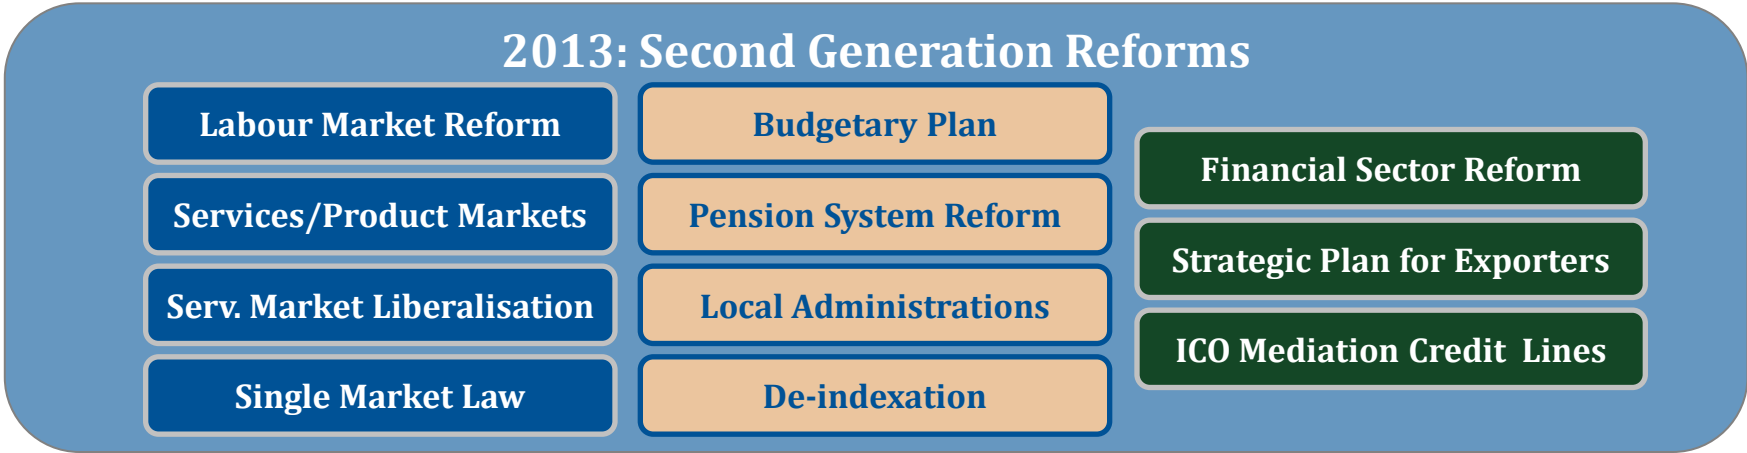 2013: Second Generation Reforms
Labour Market Reform
Services/Product Markets
Serv. Market Liberalisation
Single Market Law
Budgetary Plan
Pension System Reform
Local Administrations
De-indexation
Financial Sector Reform
Strategic Plan for Exporters
ICO Mediation Credit Lines